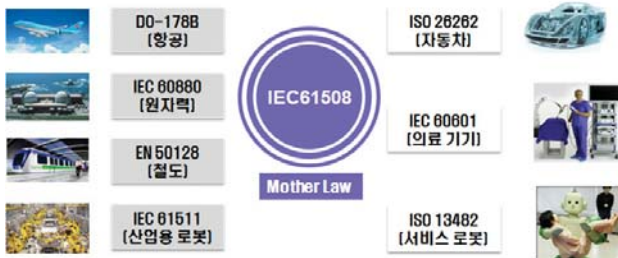 DO-178B
(항공)
IEC 60880
(원자력)
EN 50128
(철도)
IEC 61511
(산업용 로봇)
IEC61508
Mother Law
ISO 26262
(자동차)
IEC 60601
(의료 기기)
ISO 13482
(서비스 로봇)